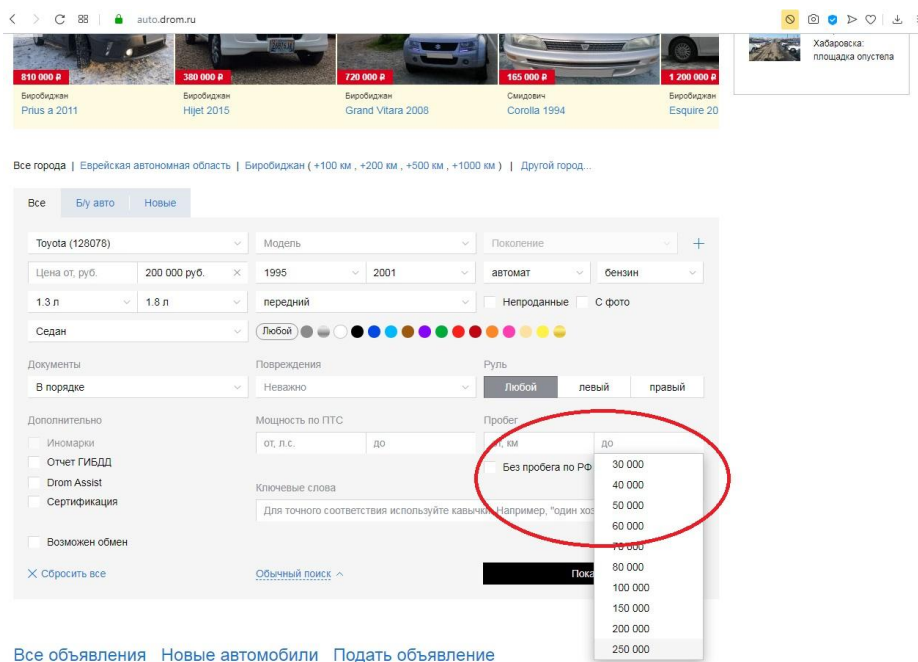 auto.drom.ru
810 000 ₽ 380 000 ₽ 720 000 ₽ 165 000 ₽ 1 200 000 ₽
Биробиджан Биробиджан Биробиджан Смидович Биробиджан
Prius a 2011 Hijet 2015 Grand Vitara 2008 Corolla 1994 Esquire 20
Хабаровска:
площадка опустела
Все города | Еврейская автономная область | Биробиджан ( +100 км , +200 км , +500 км , +1000 км ) | Другой город...
Все Б/у авто Новые
Toyota (128078) Модель Поколение
Цена от, руб. 200 000 руб. 1995 2001 автомат бензин
1.3 л 1.8 л передний Непроданные С фото
Седан Любой
Документы Повреждения Руль
В порядке Неважно Любой левый правый
Дополнительно Мощность по ПТС Пробег
Иномарки от, л.с. до от, км до
Отчет ГИБДД Без пробега по РФ 30 000
Drom Assist 40 000
Сертификация Ключевые слова 50 000
Для точного соответствия используйте кавычки. Например, "один хоз 60 000
Возможен обмен 70 000
80 000
Сбросить все Обычный поиск Пока 100 000
150 000
200 000
250 000
Все объявления Новые автомобили Подать объявление